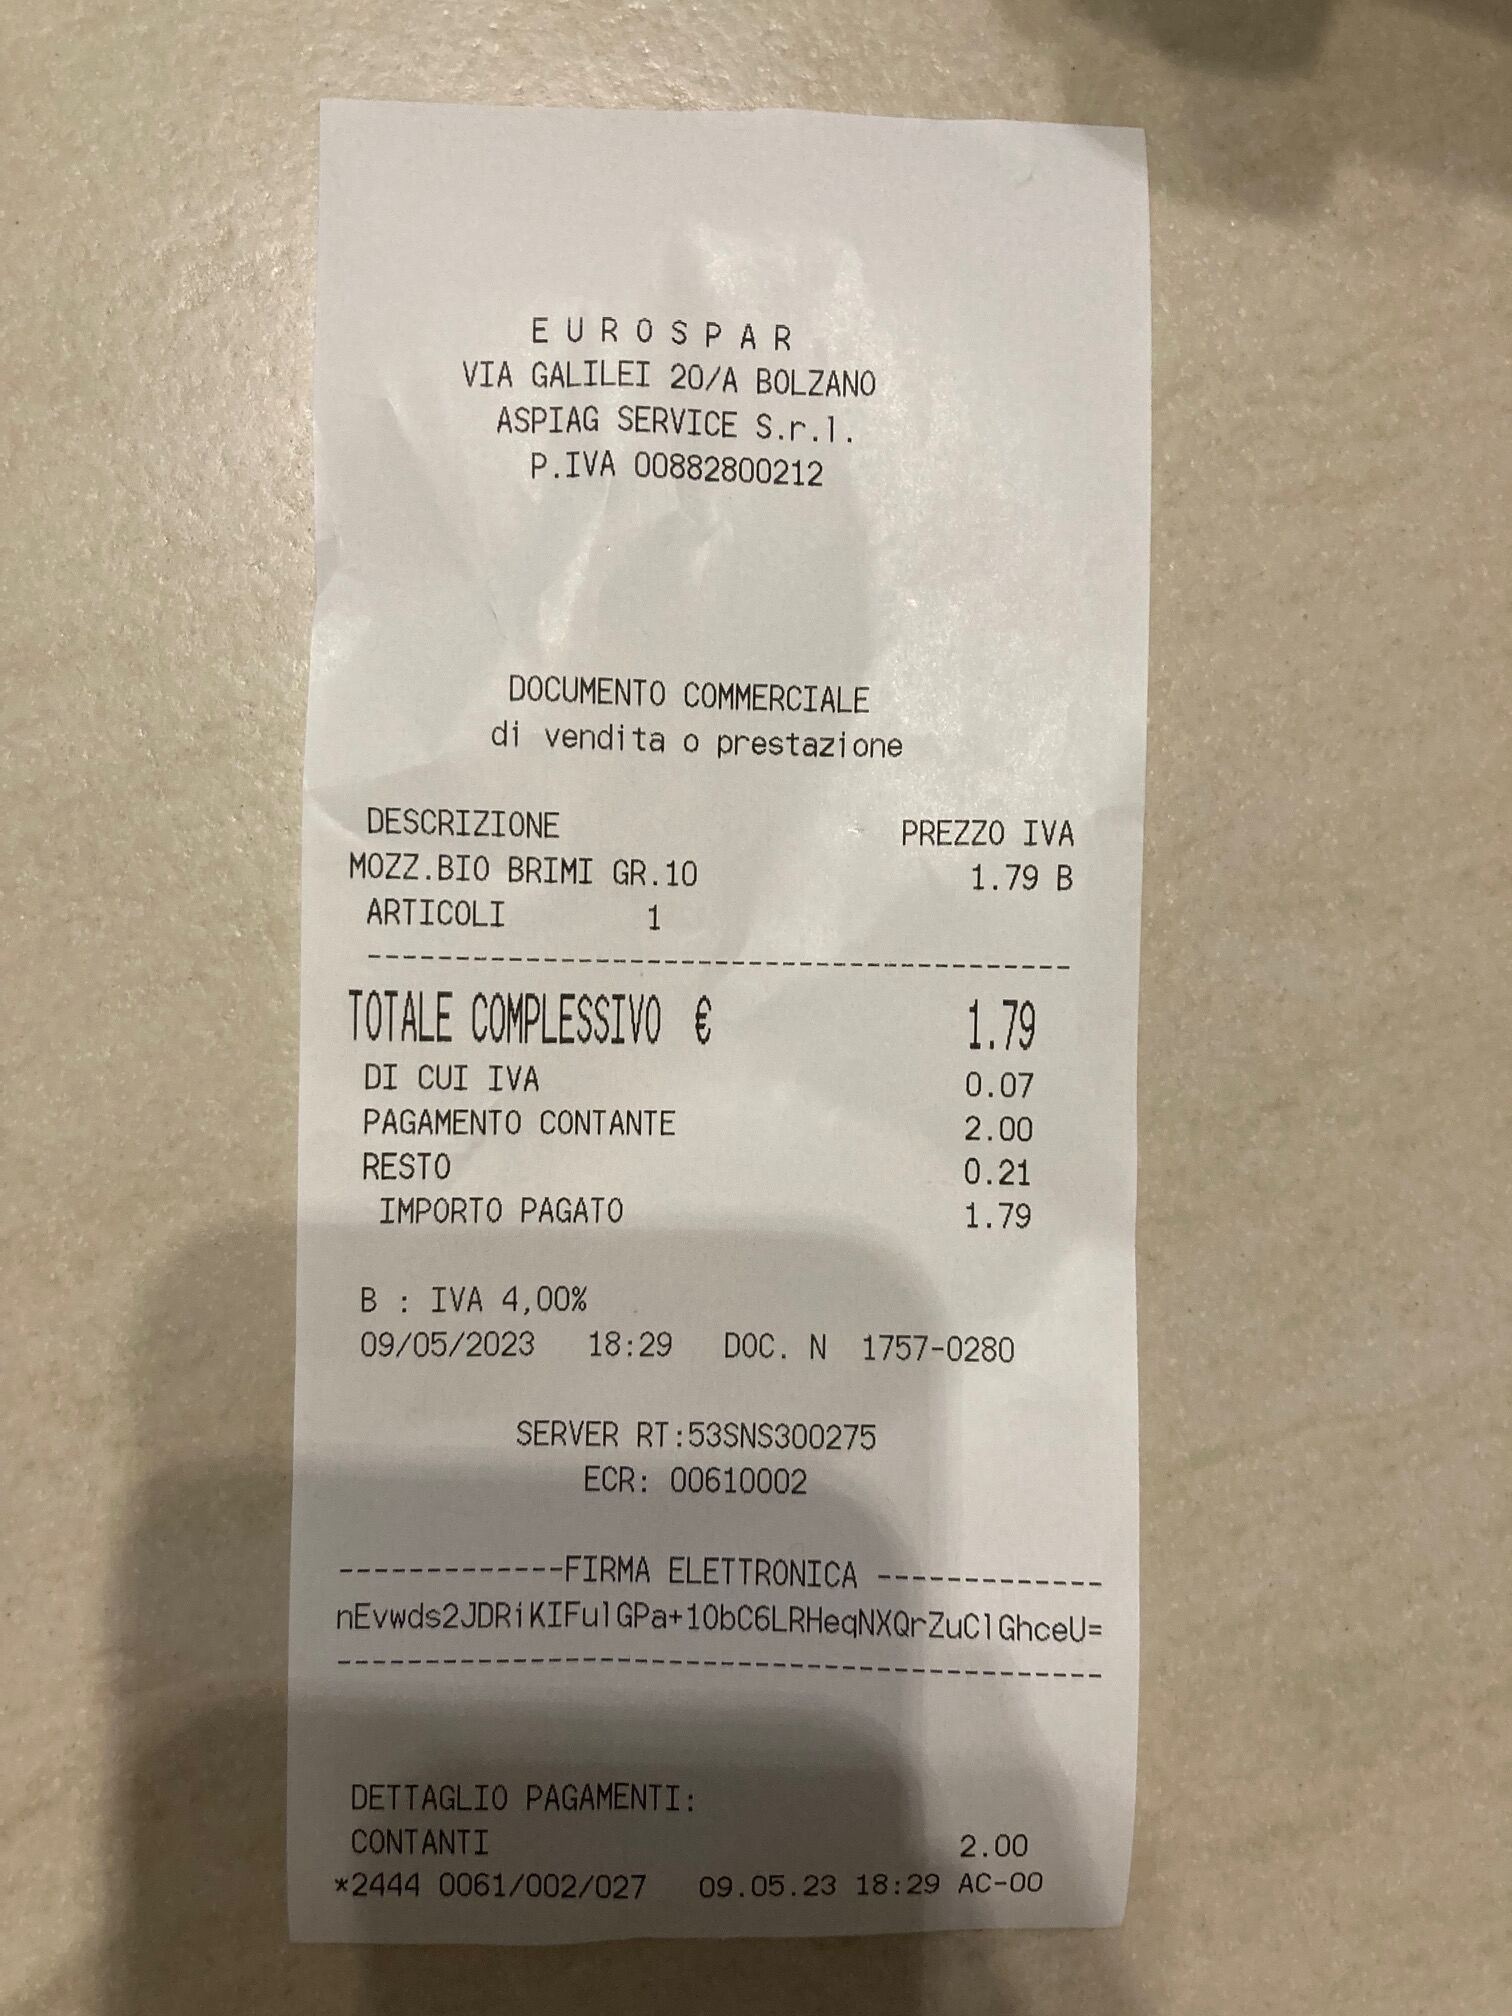 E U R O S P A R
VIA GALILEI 20/A BOLZANO
ASPIAG SERVICE S.r.l.
P.IVA 00882800212
DOCUMENTO COMMERCIALE
di vendita o prestazione
DESCRIZIONE PREZZO IVA
MOZZ.BIO BRIMI GR.10 1.79 B
ARTICOLI 1
----------------------------------------
TOTALE COMPLESSIVO € 1.79
DI CUI IVA 0.07
PAGAMENTO CONTANTE 2.00
RESTO 0.21
IMPORTO PAGATO 1.79
B : IVA 4,00%
09/05/2023 18:29 DOC. N 1757-0280
SERVER RT:53SNS300275
ECR: 00610002
-------------FIRMA ELETTRONICA -------------
nEvwds2JDRiKIFulGPa+10bC6LRHeqNXQrZuClGhceU=
--------------------------------------------
DETTAGLIO PAGAMENTI:
CONTANTI 2.00
*2444 0061/002/027 09.05.23 18:29 AC-00